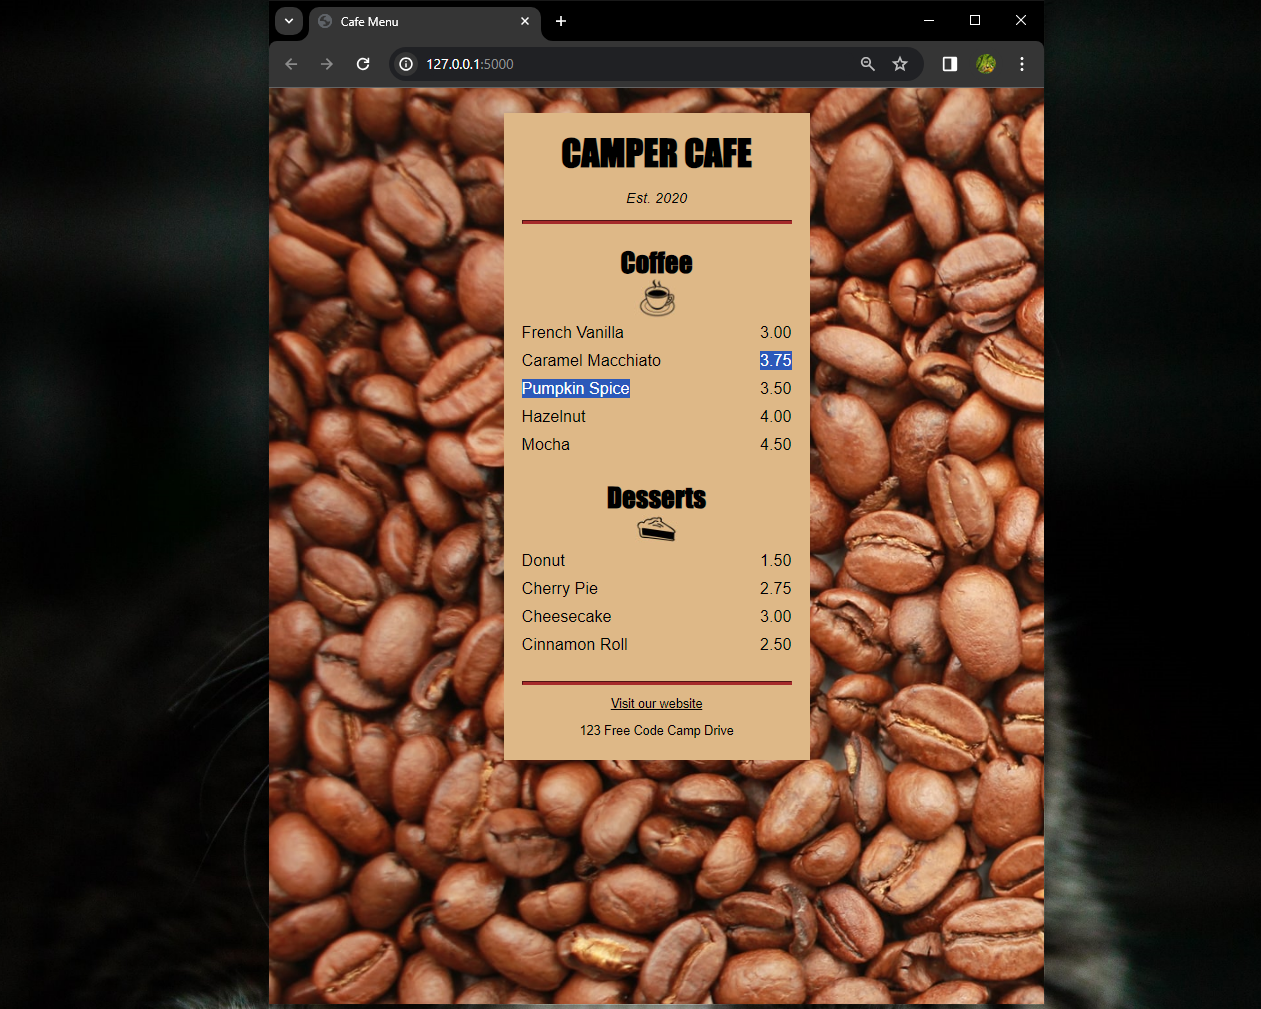 Cafe Menu
127.0.0.1:5000
CAMPER CAFE
Est. 2020
Coffee
French Vanilla 3.00
Caramel Macchiato 3.75
Pumpkin Spice 3.50
Hazelnut 4.00
Mocha 4.50
Desserts
Donut 1.50
Cherry Pie 2.75
Cheesecake 3.00
Cinnamon Roll 2.50
Visit our website
123 Free Code Camp Drive